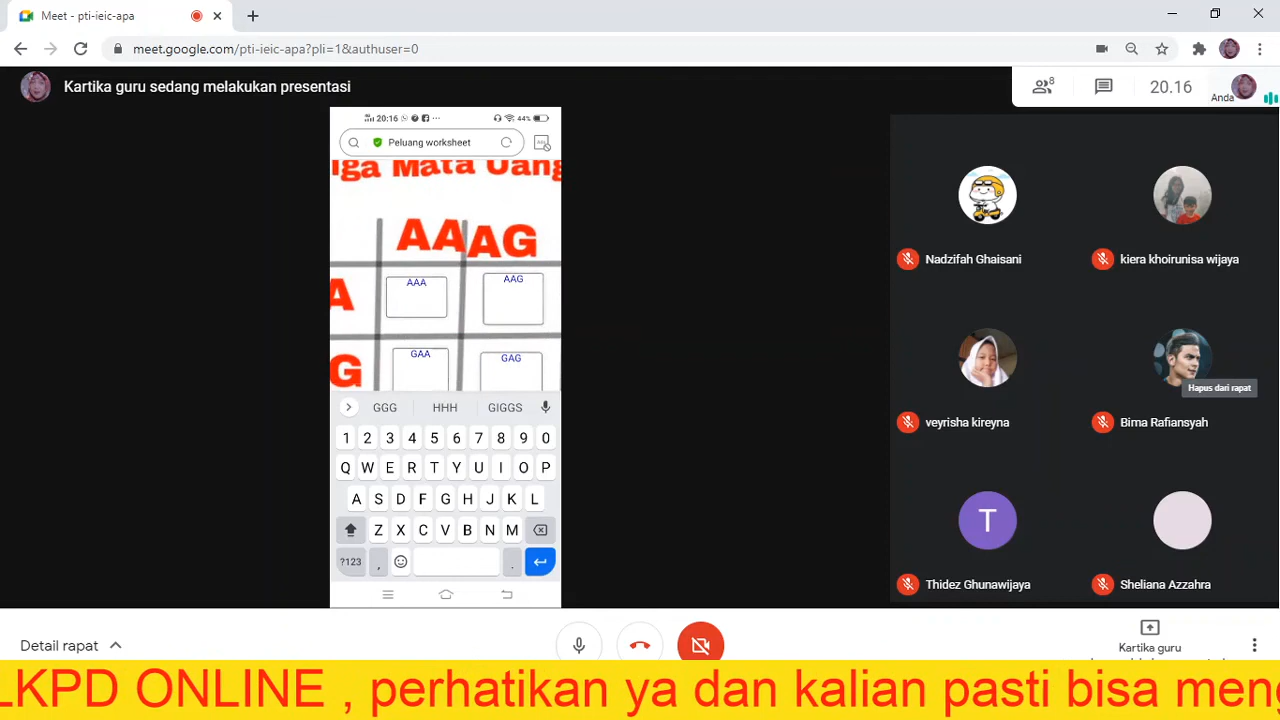 Meet - pti-ieic-apa
meet.google.com/pti-ieic-apa?pli=1&authuser=0
Kartika guru sedang melakukan presentasi
8
20.16
Anda
20:16
44%
Peluang worksheet
iga Mata Uang
AA AG
A
AAA
AAG
G
GAA
GAG
GGG HHH GIGGS
1 2 3 4 5 6 7 8 9 0
Q W E R T Y U I O P
A S D F G H J K L
Z X C V B N M
?123 , .
Nadzifah Ghaisani
kiera khoirunisa wijaya
Hapus dari rapat
veyrisha kireyna
Bima Rafiansyah
T
Thidez Ghunawijaya
Sheliana Azzahra
Detail rapat
Kartika guru
LKPD ONLINE , perhatikan ya dan kalian pasti bisa meng